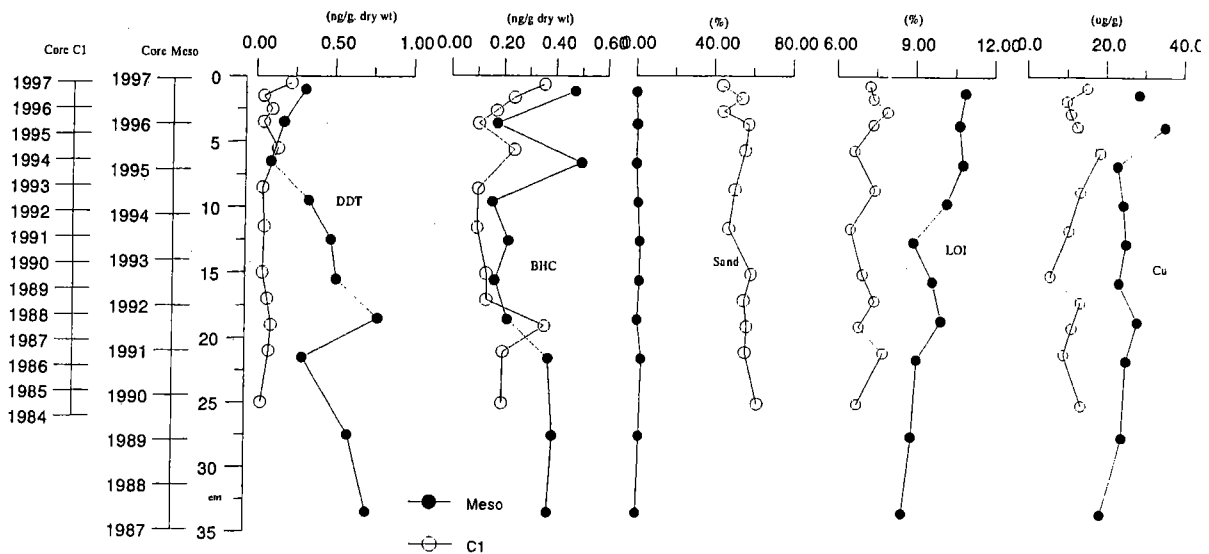 (ng/g. dry wt) (ng/g dry wt) (%) (%) (ug/g)
Core C1 Core Meso 0.00 0.50 1.00 0.00 0.20 0.40 0.60 0.00 40.00 80.00 6.00 9.00 12.00 0.0 20.0 40.0
1997 1997 0
1996
1996 5
1995
1994 1995
1993
1992 1994 10 DDT
1991
1990 1993 15 BHC Sand LOI Cu
1989
1988 1992
1987 20
1986 1991
1985
1984 1990 25
1989
1988 30
em
1987 35
Meso
C1